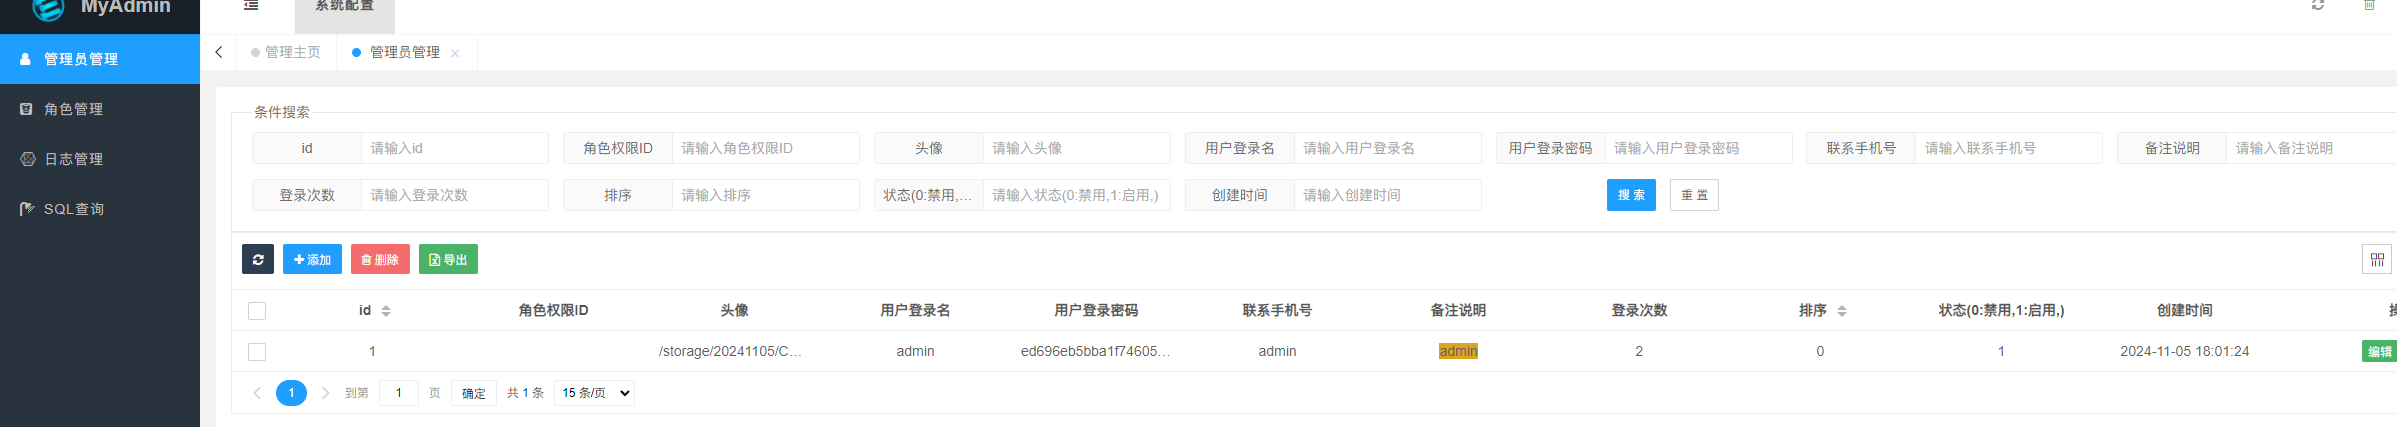 MyAdmin
系统配置
管理主页 管理员管理
管理员管理
角色管理
日志管理
SQL查询
条件搜索
id 请输入id 角色权限ID 请输入角色权限ID 头像 请输入头像 用户登录名 请输入用户登录名 用户登录密码 请输入用户登录密码 联系手机号 请输入联系手机号 备注说明 请输入备注说明
登录次数 请输入登录次数 排序 请输入排序 状态(0:禁用,... 请输入状态(0:禁用,1:启用,) 创建时间 请输入创建时间 搜 索 重 置
添加 删除 导出
id 角色权限ID 头像 用户登录名 用户登录密码 联系手机号 备注说明 登录次数 排序 状态(0:禁用,1:启用,) 创建时间
1 /storage/20241105/C... admin ed696eb5bba1f74605... admin admin 2 0 1 2024-11-05 18:01:24 编辑
1 到第 1 页 确定 共 1 条 15 条/页